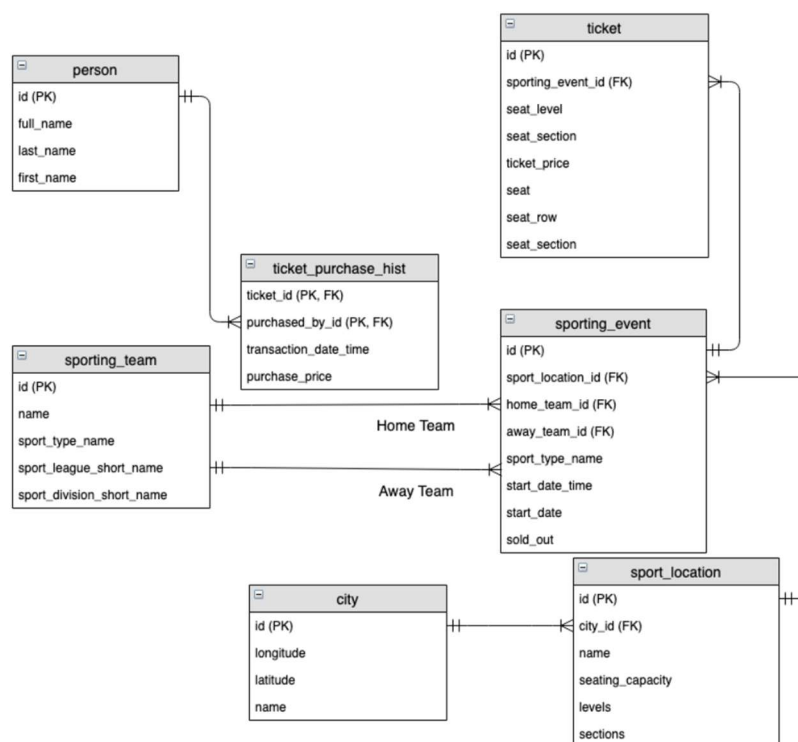 person
id (PK)
full_name
last_name
first_name
ticket
id (PK)
sporting_event_id (FK)
seat_level
seat_section
ticket_price
seat
seat_row
seat_section
ticket_purchase_hist
ticket_id (PK, FK)
purchased_by_id (PK, FK)
transaction_date_time
purchase_price
sporting_team
id (PK)
name
sport_type_name
sport_league_short_name
sport_division_short_name
Home Team
Away Team
sporting_event
id (PK)
sport_location_id (FK)
home_team_id (FK)
away_team_id (FK)
sport_type_name
start_date_time
start_date
sold_out
city
id (PK)
longitude
latitude
name
sport_location
id (PK)
city_id (FK)
name
seating_capacity
levels
sections